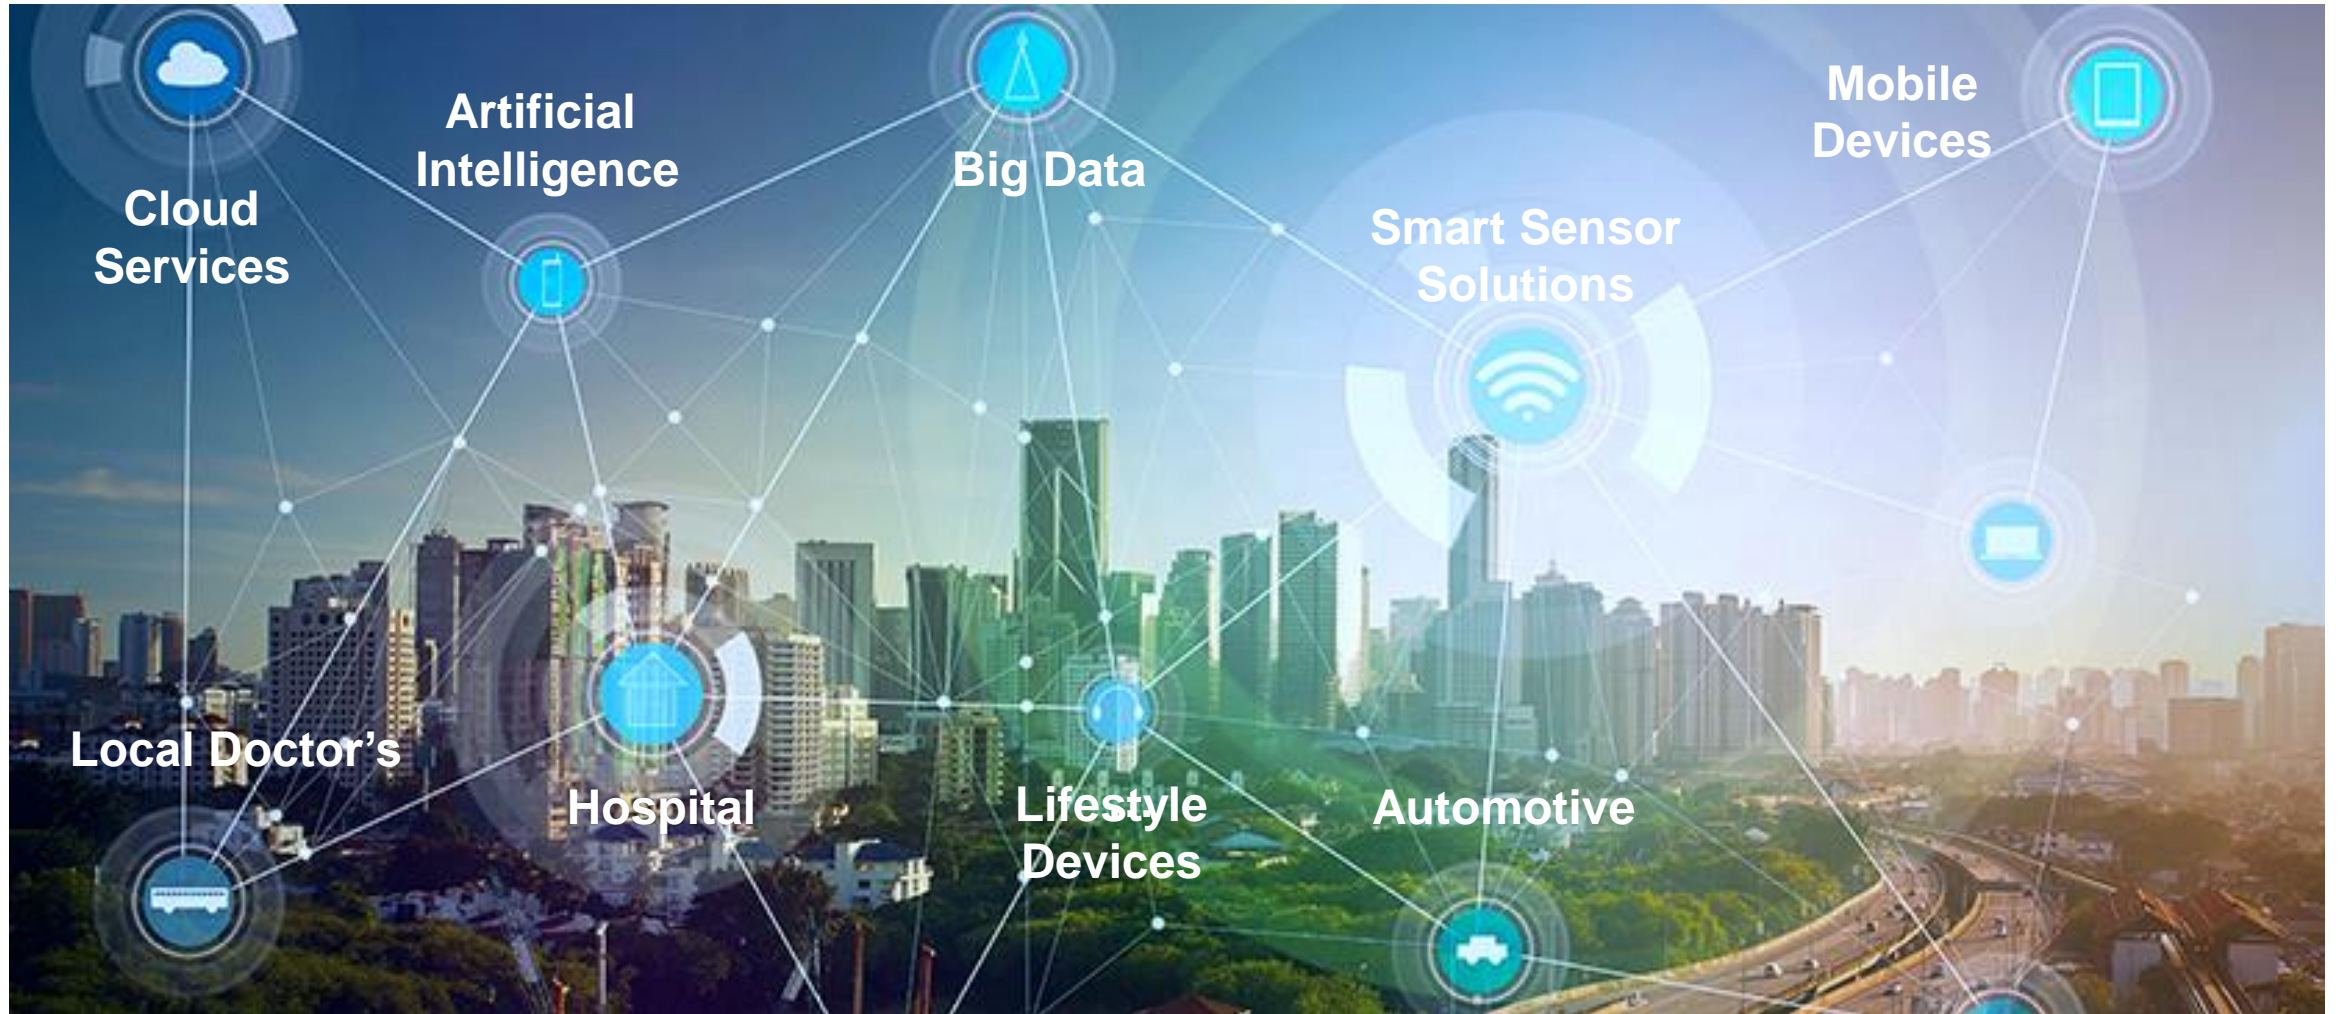 Cloud
Services
Artificial
Intelligence
Big Data
Smart Sensor
Solutions
Mobile
Devices
Local Doctor’s
Hospital
Lifestyle
Devices
Automotive